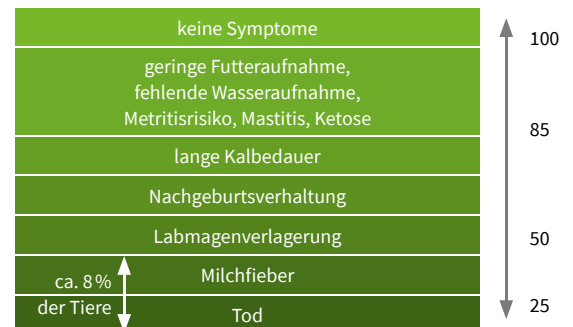 keine Symptome
100
geringe Futteraufnahme,
fehlende Wasseraufnahme,
Metritisrisiko, Mastitis, Ketose
85
lange Kalbedauer
Nachgeburtsverhaltung
Labmagenverlagerung
50
ca. 8 %
der Tiere
Milchfieber
Tod
25